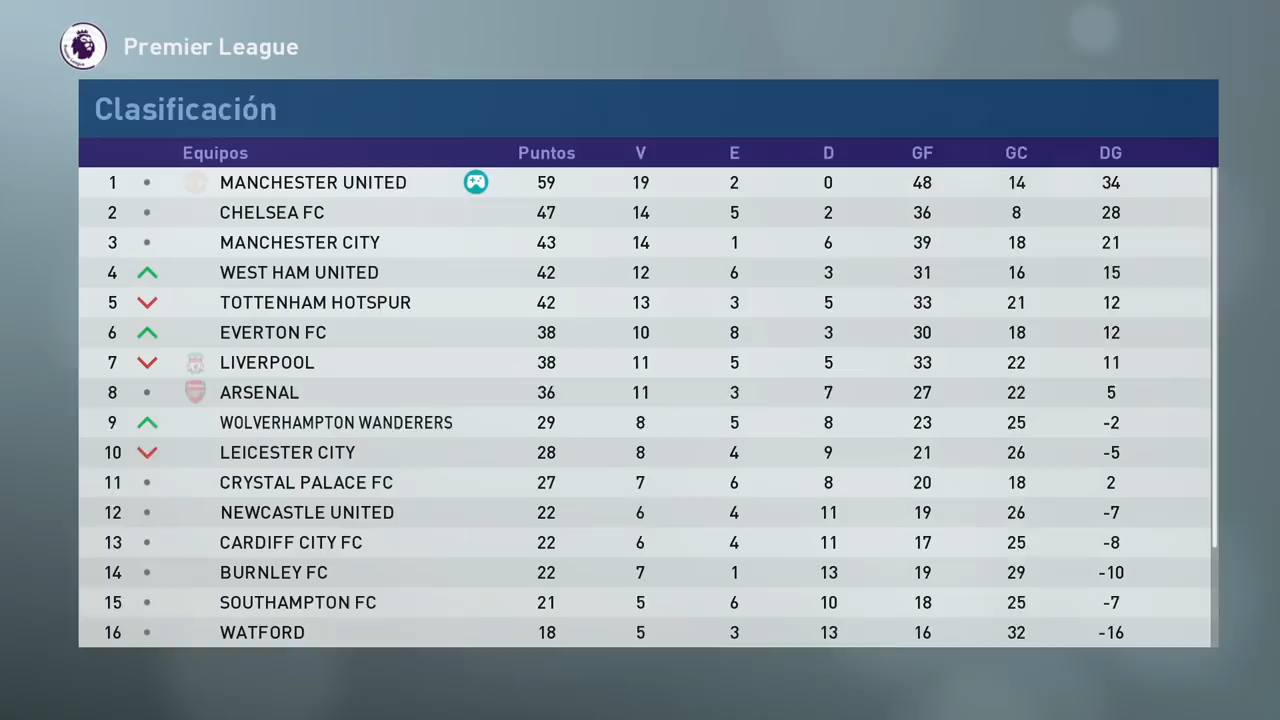 Premier League
Clasificación
Equipos Puntos V E D GF GC DG
1 MANCHESTER UNITED 59 19 2 0 48 14 34
2 CHELSEA FC 47 14 5 2 36 8 28
3 MANCHESTER CITY 43 14 1 6 39 18 21
4 WEST HAM UNITED 42 12 6 3 31 16 15
5 TOTTENHAM HOTSPUR 42 13 3 5 33 21 12
6 EVERTON FC 38 10 8 3 30 18 12
7 LIVERPOOL 38 11 5 5 33 22 11
8 ARSENAL 36 11 3 7 27 22 5
9 WOLVERHAMPTON WANDERERS 29 8 5 8 23 25 -2
10 LEICESTER CITY 28 8 4 9 21 26 -5
11 CRYSTAL PALACE FC 27 7 6 8 20 18 2
12 NEWCASTLE UNITED 22 6 4 11 19 26 -7
13 CARDIFF CITY FC 22 6 4 11 17 25 -8
14 BURNLEY FC 22 7 1 13 19 29 -10
15 SOUTHAMPTON FC 21 5 6 10 18 25 -7
16 WATFORD 18 5 3 13 16 32 -16